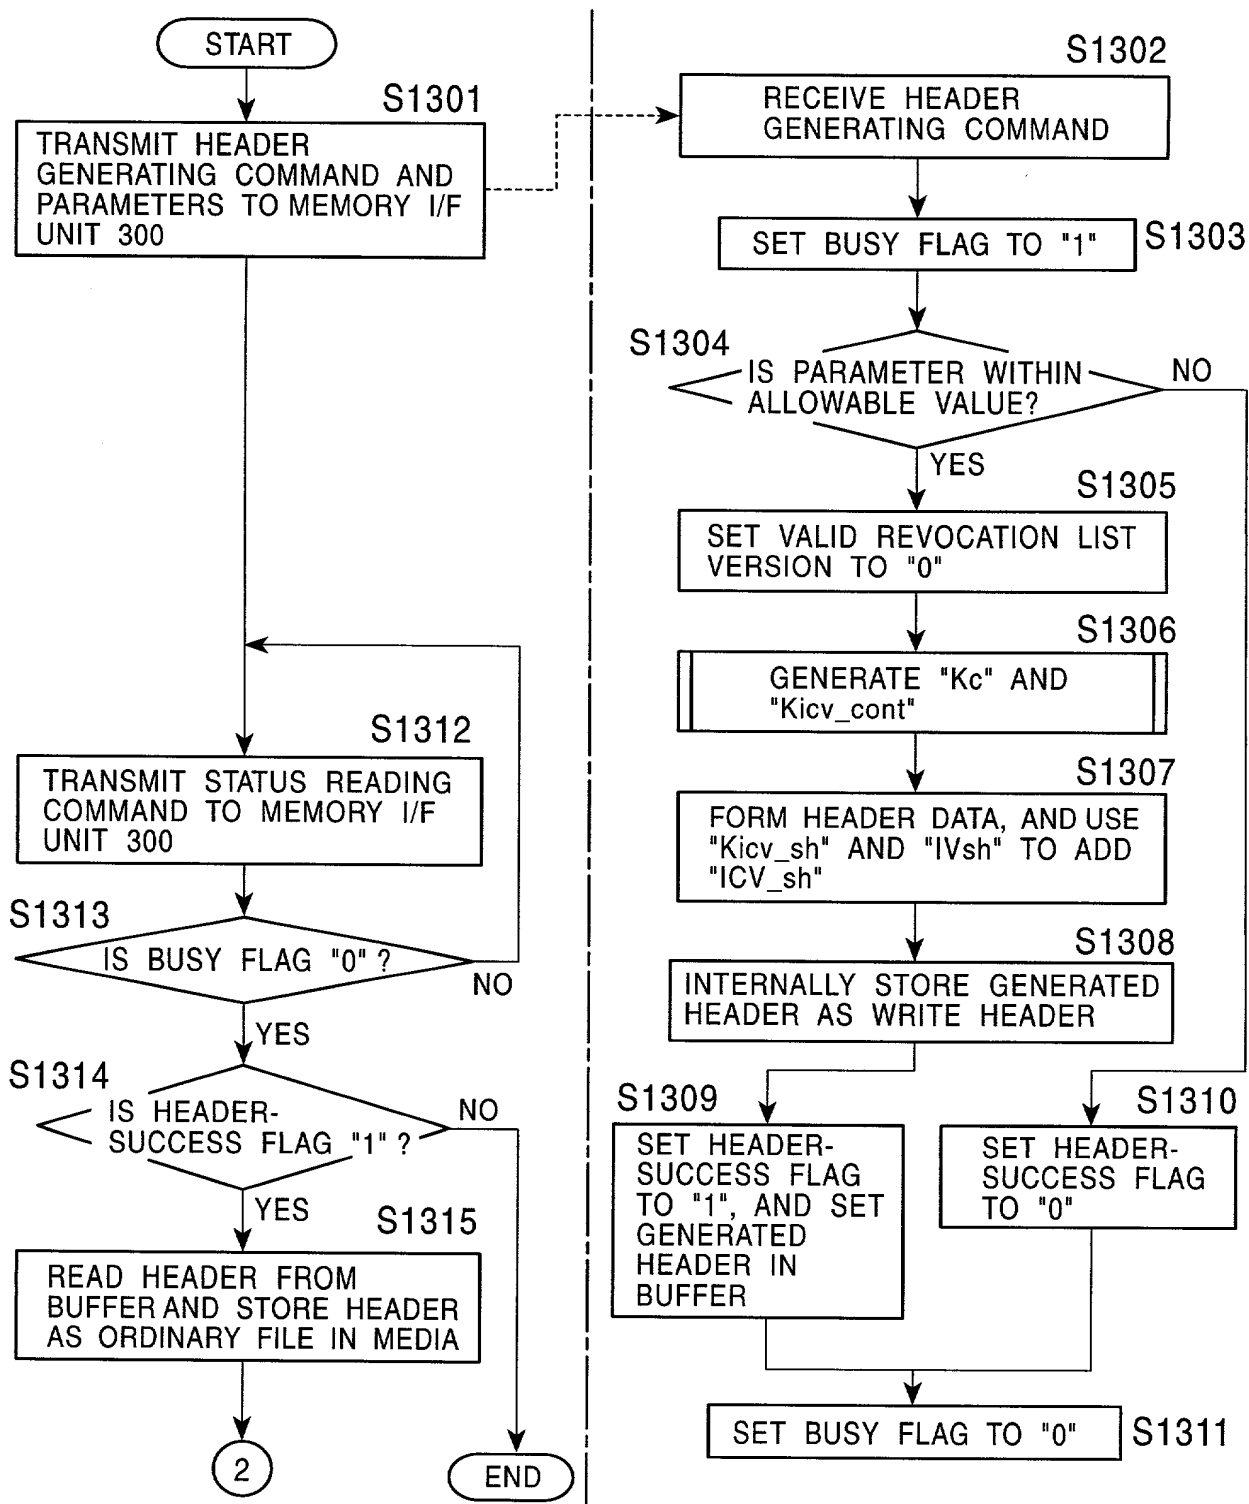 START
S1301
TRANSMIT HEADER
GENERATING COMMAND AND
PARAMETERS TO MEMORY I/F
UNIT 300
S1312
TRANSMIT STATUS READING
COMMAND TO MEMORY I/F
UNIT 300
S1313
IS BUSY FLAG "0" ?
NO
YES
S1314
IS HEADER-
SUCCESS FLAG "1" ?
NO
YES
S1315
READ HEADER FROM
BUFFER AND STORE HEADER
AS ORDINARY FILE IN MEDIA
2
END
S1302
RECEIVE HEADER
GENERATING COMMAND
SET BUSY FLAG TO "1"
S1303
S1304
IS PARAMETER WITHIN
ALLOWABLE VALUE?
NO
YES
S1305
SET VALID REVOCATION LIST
VERSION TO "0"
S1306
GENERATE "Kc" AND
"Kicv_cont"
S1307
FORM HEADER DATA, AND USE
"Kicv_sh" AND "IVsh" TO ADD
"ICV_sh"
S1308
INTERNALLY STORE GENERATED
HEADER AS WRITE HEADER
S1309
SET HEADER-
SUCCESS FLAG
TO "1", AND SET
GENERATED
HEADER IN
BUFFER
S1310
SET HEADER-
SUCCESS FLAG
TO "0"
SET BUSY FLAG TO "0"
S1311